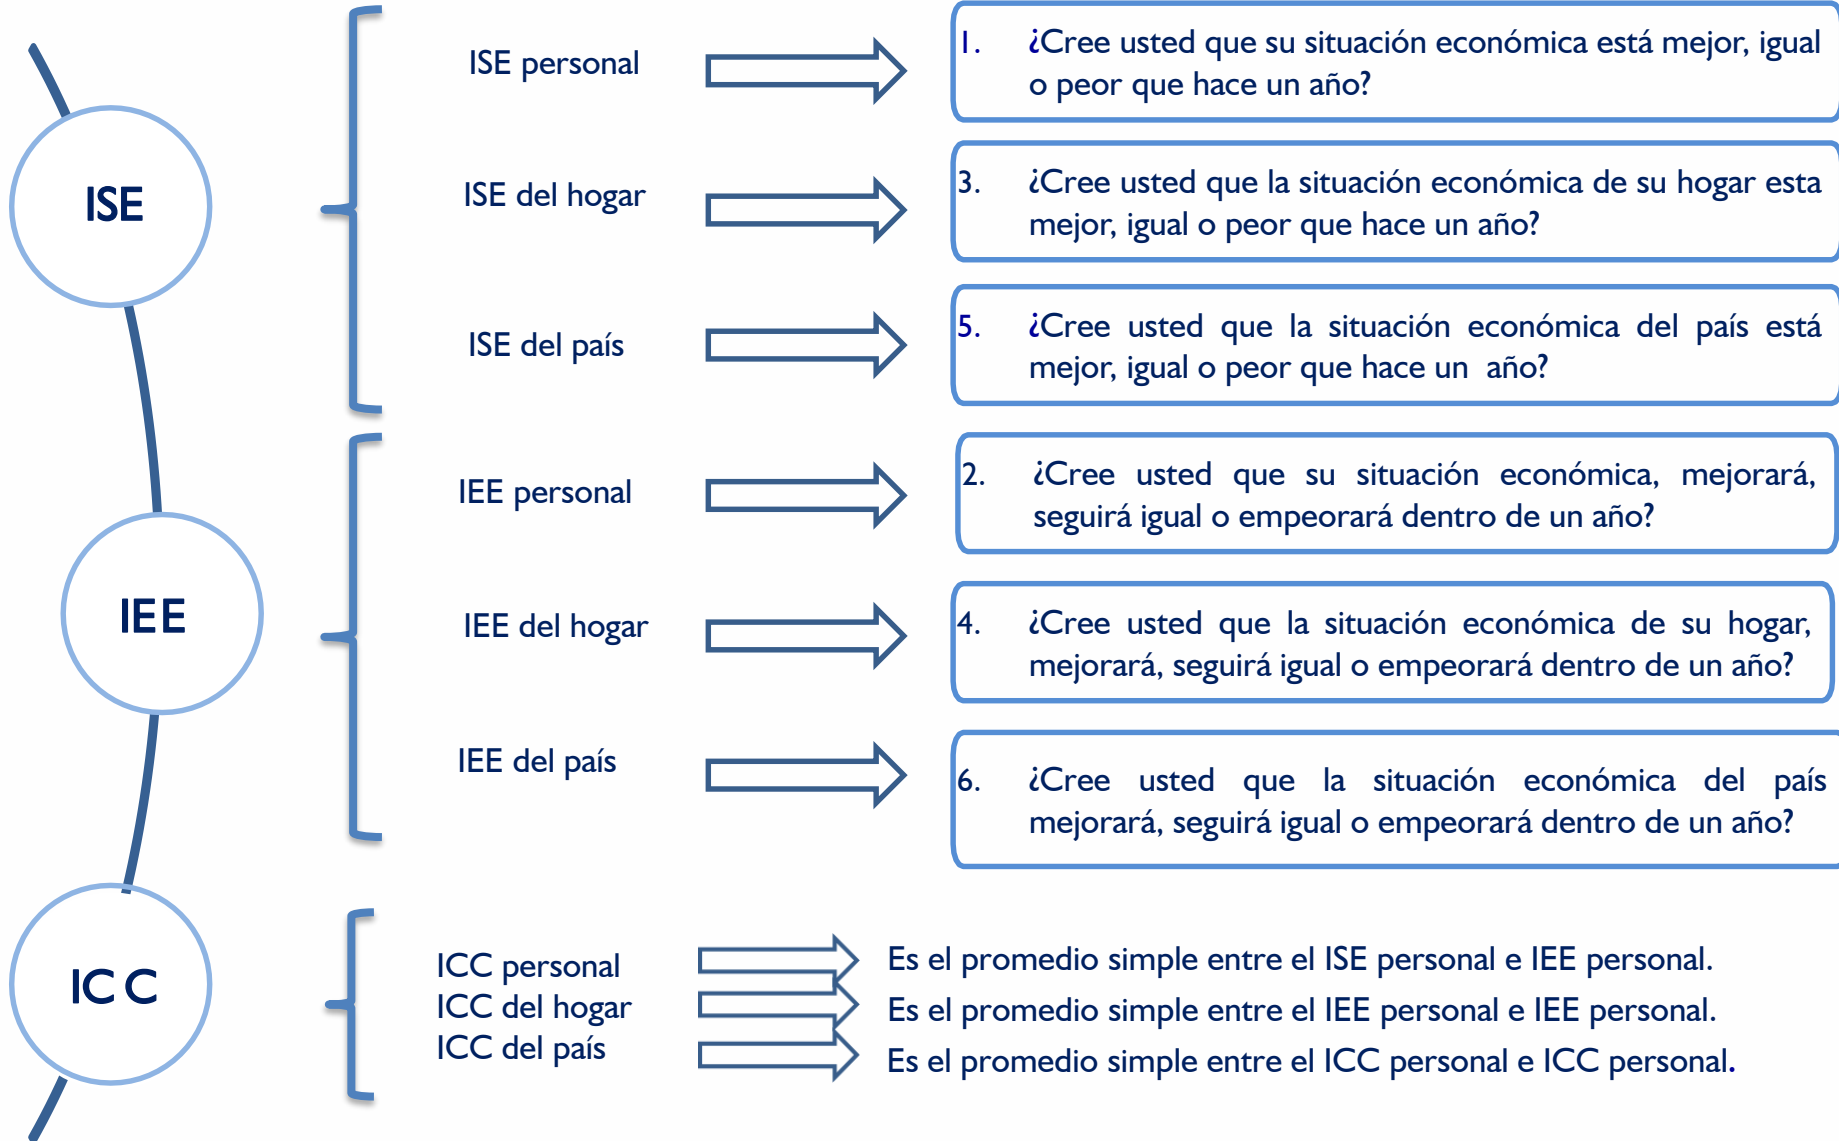 ISE
ISE personal
1. ¿Cree usted que su situación económica está mejor, igual
o peor que hace un año?
ISE del hogar
3. ¿Cree usted que la situación económica de su hogar esta
mejor, igual o peor que hace un año?
ISE del país
5. ¿Cree usted que la situación económica del país está
mejor, igual o peor que hace un año?
IEE
IEE personal
2. ¿Cree usted que su situación económica, mejorará,
seguirá igual o empeorará dentro de un año?
IEE del hogar
4. ¿Cree usted que la situación económica de su hogar,
mejorará, seguirá igual o empeorará dentro de un año?
IEE del país
6. ¿Cree usted que la situación económica del país
mejorará, seguirá igual o empeorará dentro de un año?
ICC
ICC personal
Es el promedio simple entre el ISE personal e IEE personal.
ICC del hogar
Es el promedio simple entre el IEE personal e IEE personal.
ICC del país
Es el promedio simple entre el ICC personal e ICC personal.